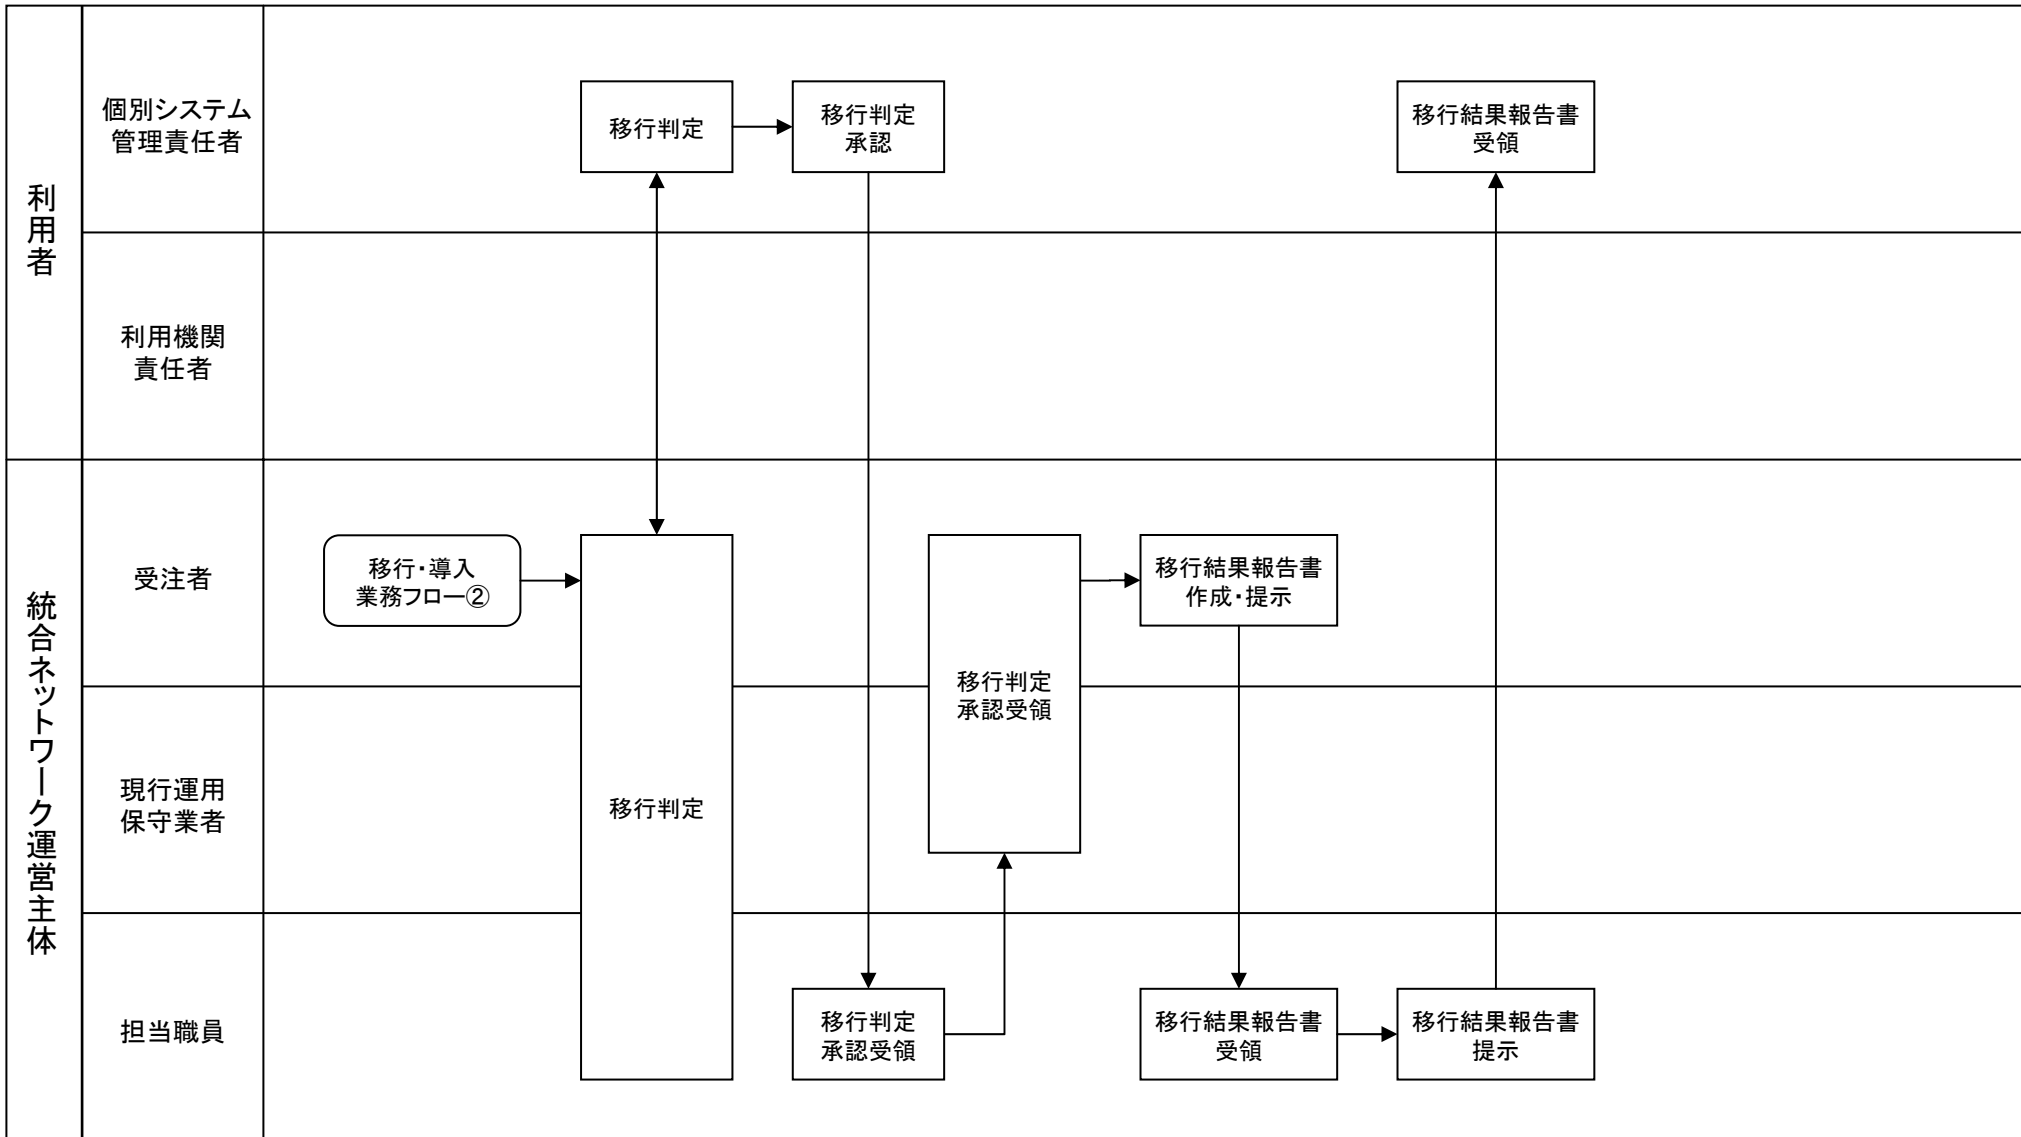 利用者
個別システム
管理責任者
移行判定
移行判定
承認
移行結果報告書
受領
利用機関
責任者
統合ネットワーク運営主体
受注者
移行・導入
業務フロー②
移行判定
移行判定
承認受領
移行結果報告書
作成・提示
現行運用
保守業者
担当職員
移行判定
承認受領
移行結果報告書
受領
移行結果報告書
提示